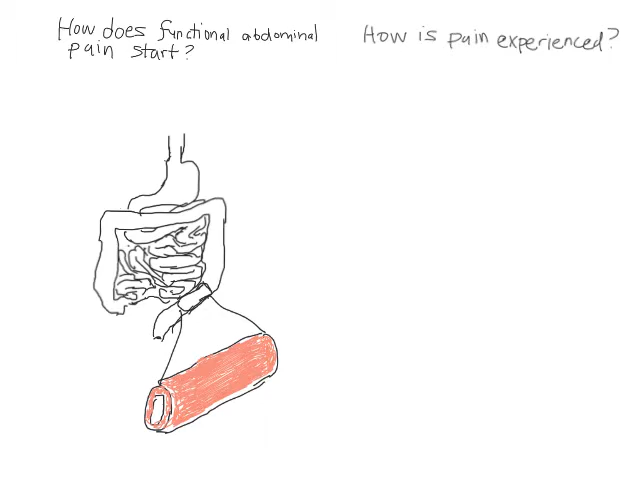 How does functional abdominal
pain start?
How is pain experienced?